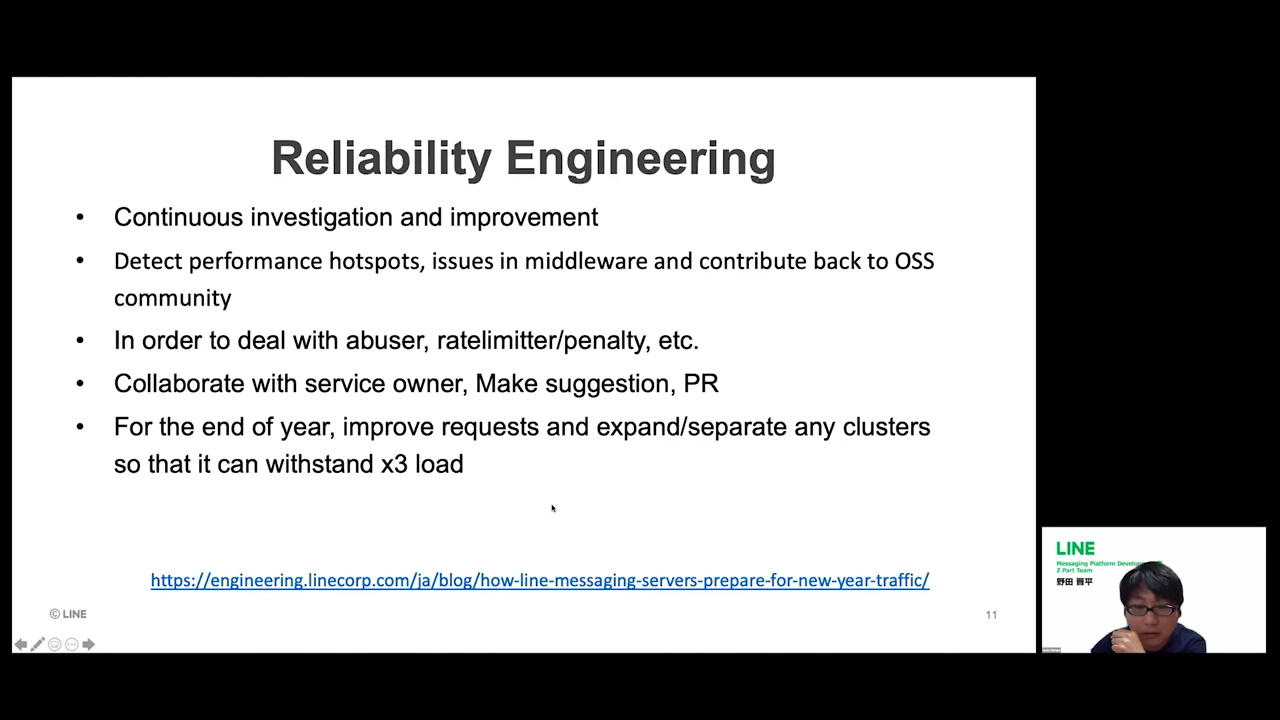 Reliability Engineering
• Continuous investigation and improvement
• Detect performance hotspots, issues in middleware and contribute back to OSS
community
• In order to deal with abuser, ratelimitter/penalty, etc.
• Collaborate with service owner, Make suggestion, PR
• For the end of year, improve requests and expand/separate any clusters
so that it can withstand x3 load
https://engineering.linecorp.com/ja/blog/how-line-messaging-servers-prepare-for-new-year-traffic/
© LINE
11
LINE
Messaging Platform
Z Part Team
野田 晋平